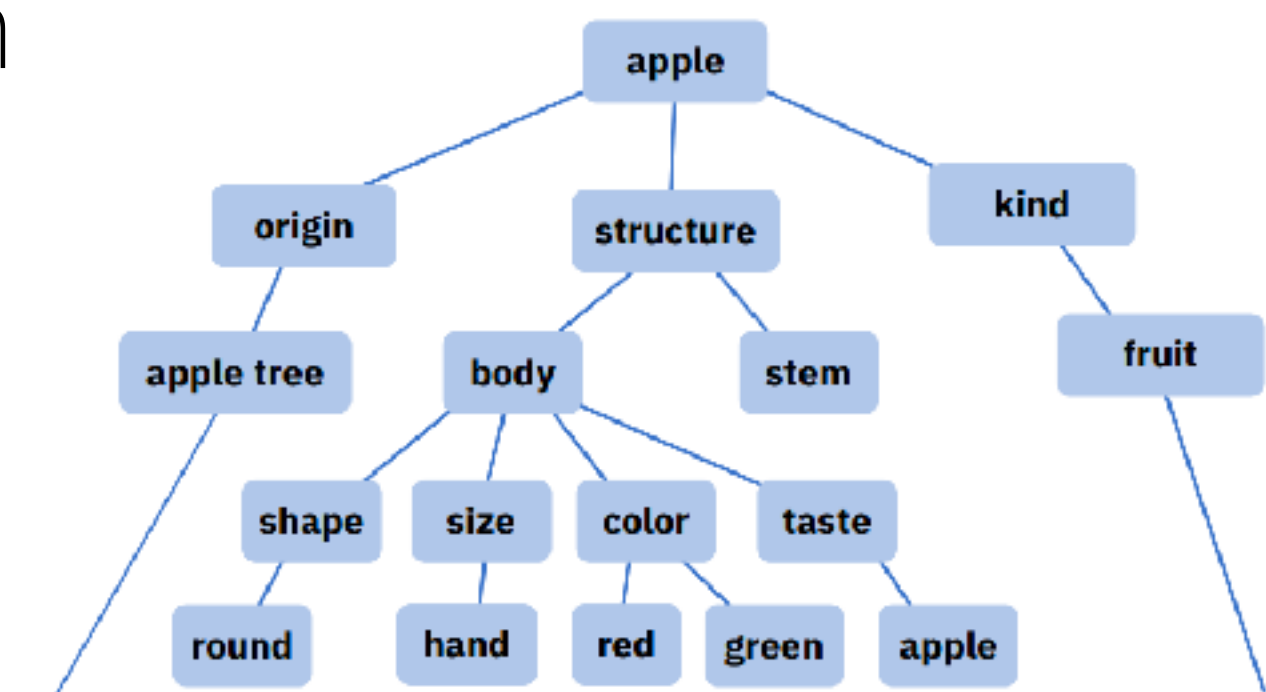 apple
origin
structure
kind
apple tree
body
stem
fruit
shape
size
color
taste
round
hand
red
green
apple